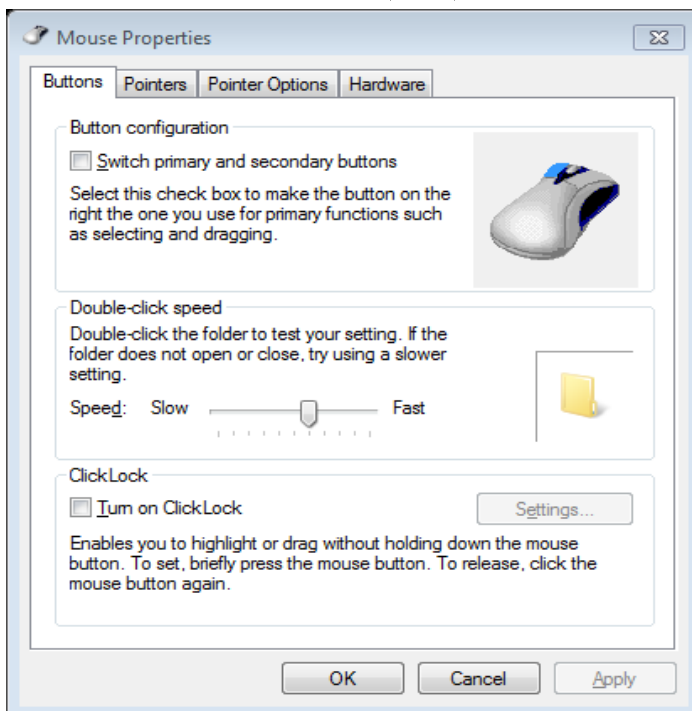 Mouse Properties
Buttons Pointers Pointer Options Hardware
Button configuration
Switch primary and secondary buttons
Select this check box to make the button on the
right the one you use for primary functions such
as selecting and dragging.
Double-click speed
Double-click the folder to test your setting. If the
folder does not open or close, try using a slower
setting.
Speed: Slow Fast
ClickLock
Turn on ClickLock Settings...
Enables you to highlight or drag without holding down the mouse
button. To set, briefly press the mouse button. To release, click the
mouse button again.
OK Cancel Apply